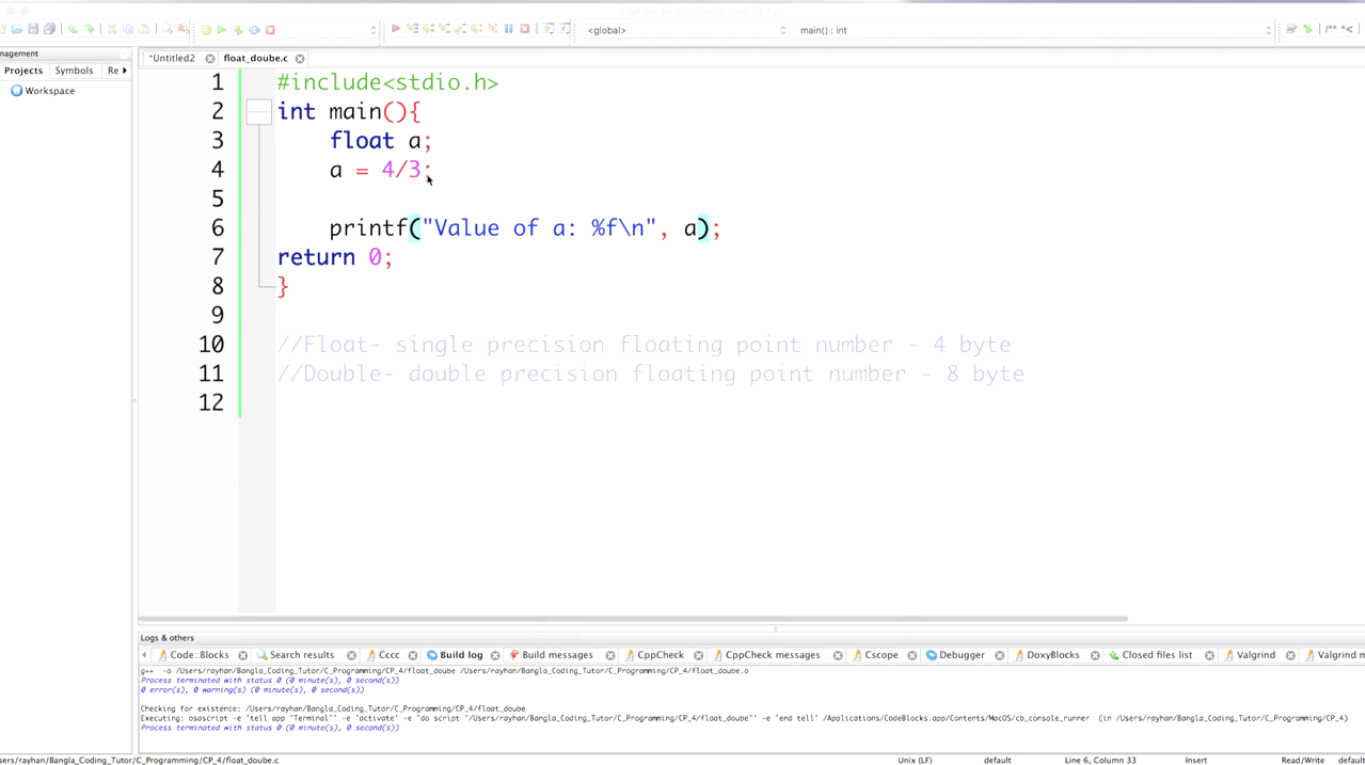 <global>
main() : int
/** *<
nagement
*Untitled2
float_doube.c
Projects Symbols Re
Workspace
1 #include<stdio.h>
2 int main(){
3 float a;
4 a = 4/3;
5
6 printf("Value of a: %f\n", a);
7 return 0;
8 }
9
10 //Float- single precision floating point number - 4 byte
11 //Double- double precision floating point number - 8 byte
12
Logs & others
Code::Blocks Search results Cccc Build log Build messages CppCheck CppCheck messages Cscope Debugger DoxyBlocks Closed files list Valgrind Valgrind m
g++ -o /Users/rayhan/Bangla_Coding_Tutor/C_Programming/CP_4/float_doube /Users/rayhan/Bangla_Coding_Tutor/C_Programming/CP_4/float_doube.o
Process terminated with status 0 (0 minute(s), 0 second(s))
0 error(s), 0 warning(s) (0 minute(s), 0 second(s))
Checking for existence: /Users/rayhan/Bangla_Coding_Tutor/C_Programming/CP_4/float_doube
Executing: osascript -e 'tell app "Terminal"' -e 'activate' -e 'do script "/Users/rayhan/Bangla_Coding_Tutor/C_Programming/CP_4/float_doube"' -e 'end tell' /Applications/CodeBlocks.app/Contents/MacOS/cb_console_runner (in /Users/rayhan/Bangla_Coding_Tutor/C_Programming/CP_4)
Process terminated with status 0 (0 minute(s), 0 second(s))
sers/rayhan/Bangla_Coding_Tutor/C_Programming/CP_4/float_doube.c Unix (LF) default Line 6, Column 33 Insert Read/Write default